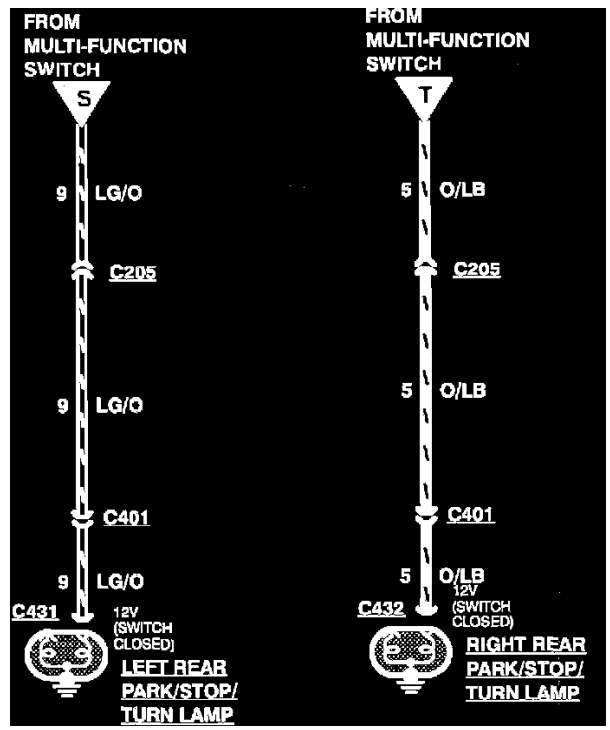 FROM
MULTI-FUNCTION
SWITCH
S
9 LG/O
C205
9 LG/O
C401
9 LG/O
C431
12V
(SWITCH
CLOSED)
LEFT REAR
PARK/STOP/
TURN LAMP
FROM
MULTI-FUNCTION
SWITCH
T
5 O/LB
C205
5 O/LB
C401
5 O/LB
C432
12V
(SWITCH
CLOSED)
RIGHT REAR
PARK/STOP/
TURN LAMP